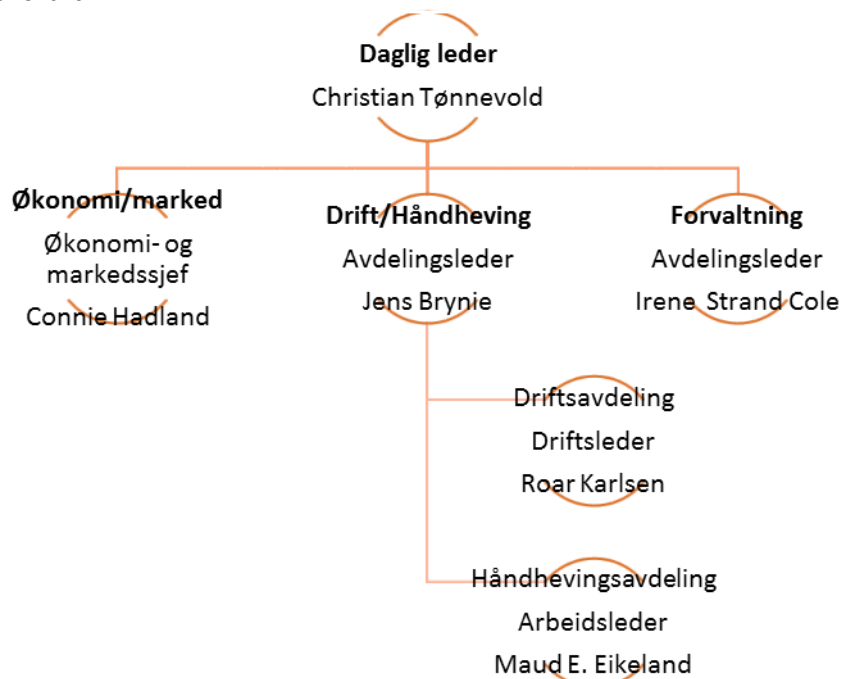 Daglig leder
Christian Tønnevold
Økonomi/marked
Økonomi- og
markedssjef
Connie Hadland
Drift/Håndheving
Avdelingsleder
Jens Brynie
Forvaltning
Avdelingsleder
Irene Strand Cole
Driftsavdeling
Driftsleder
Roar Karlsen
Håndhevingsavdeling
Arbeidsleder
Maud E. Eikeland